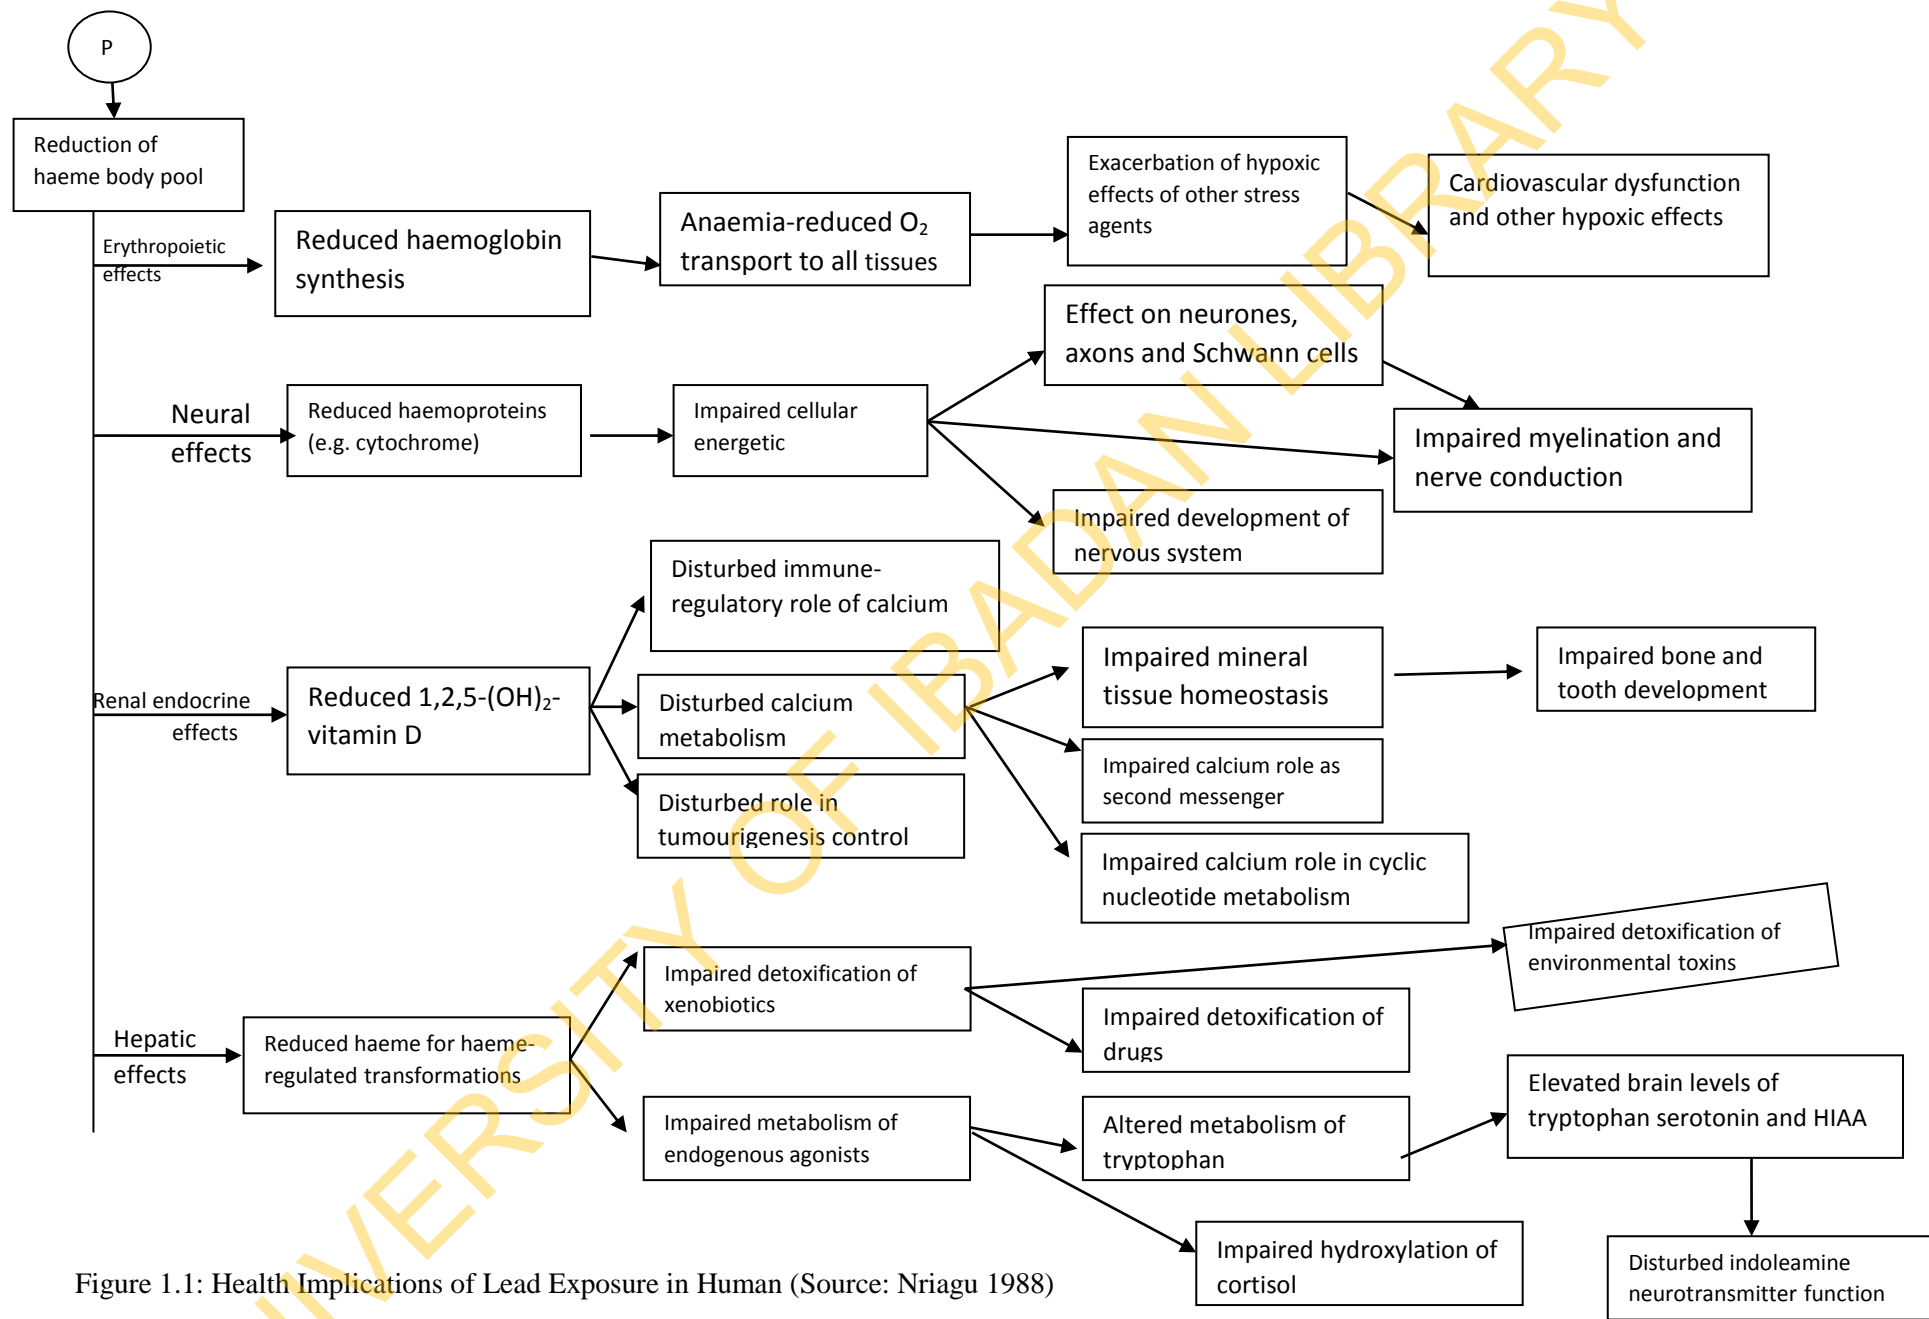 P
Reduction of
haeme body pool
Erythropoietic
effects
Reduced haemoglobin
synthesis
Anaemia-reduced O₂
transport to all tissues
Exacerbation of hypoxic
effects of other stress
agents
Cardiovascular dysfunction
and other hypoxic effects
Neural
effects
Reduced haemoproteins
(e.g. cytochrome)
Impaired cellular
energetic
Effect on neurones,
axons and Schwann cells
Impaired myelination and
nerve conduction
Impaired development of
nervous system
Renal endocrine
effects
Reduced 1,2,5-(OH)₂-
vitamin D
Disturbed immune-
regulatory role of calcium
Disturbed calcium
metabolism
Disturbed role in
tumourigenesis control
Impaired mineral
tissue homeostasis
Impaired bone and
tooth development
Impaired calcium role as
second messenger
Impaired calcium role in cyclic
nucleotide metabolism
Hepatic
effects
Reduced haeme for haeme-
regulated transformations
Impaired detoxification of
xenobiotics
Impaired detoxification of
environmental toxins
Impaired detoxification of
drugs
Impaired metabolism of
endogenous agonists
Altered metabolism of
tryptophan
Elevated brain levels of
tryptophan serotonin and HIAA
Impaired hydroxylation of
cortisol
Disturbed indoleamine
neurotransmitter function
Figure 1.1: Health Implications of Lead Exposure in Human (Source: Nriagu 1988)
IVERSITY OF IBADAN LIBRARY